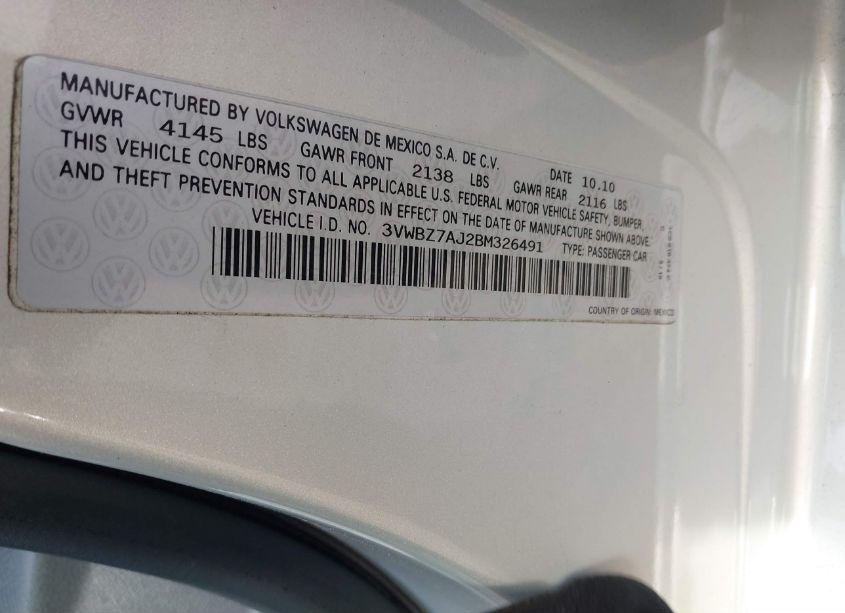 MANUFACTURED BY VOLKSWAGEN DE MEXICO S.A. DE C.V. DATE 10.10
GVWR 4145 LBS GAWR FRONT 2138 LBS GAWR REAR 2116 LBS
THIS VEHICLE CONFORMS TO ALL APPLICABLE U.S. FEDERAL MOTOR VEHICLE SAFETY, BUMPER,
AND THEFT PREVENTION STANDARDS IN EFFECT ON THE DATE OF MANUFACTURE SHOWN ABOVE.
VEHICLE I.D. NO. 3VWBZ7AJ2BM326491 TYPE: PASSENGER CAR
COUNTRY OF ORIGIN: MEXICO